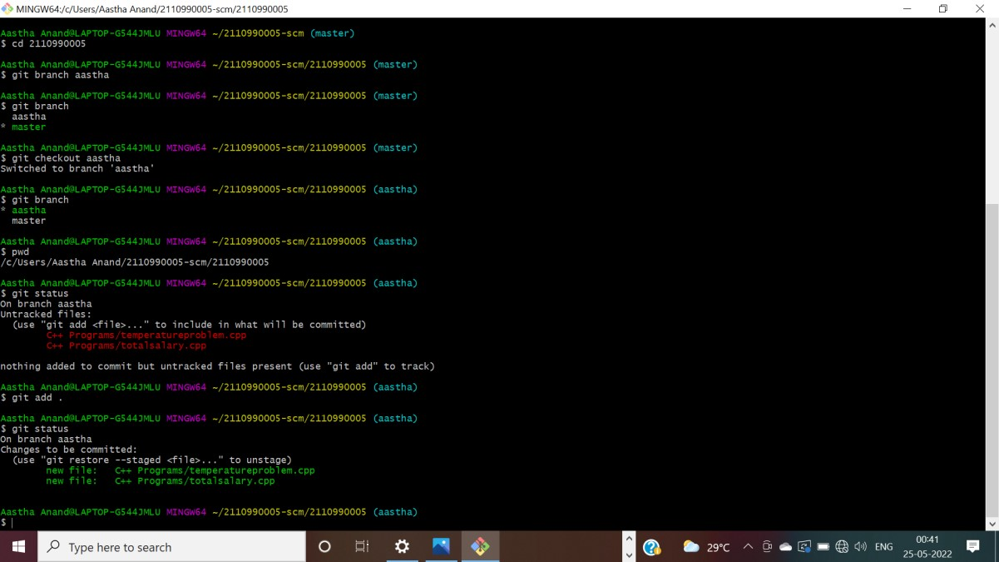 MINGW64:/c/Users/Aastha Anand/2110990005-scm/2110990005
Aastha Anand@LAPTOP-G544JMLU MINGW64 ~/2110990005-scm (master)
$ cd 2110990005
Aastha Anand@LAPTOP-G544JMLU MINGW64 ~/2110990005-scm/2110990005 (master)
$ git branch aastha
Aastha Anand@LAPTOP-G544JMLU MINGW64 ~/2110990005-scm/2110990005 (master)
$ git branch
  aastha
* master
Aastha Anand@LAPTOP-G544JMLU MINGW64 ~/2110990005-scm/2110990005 (master)
$ git checkout aastha
Switched to branch 'aastha'
Aastha Anand@LAPTOP-G544JMLU MINGW64 ~/2110990005-scm/2110990005 (aastha)
$ git branch
* aastha
  master
Aastha Anand@LAPTOP-G544JMLU MINGW64 ~/2110990005-scm/2110990005 (aastha)
$ pwd
/c/Users/Aastha Anand/2110990005-scm/2110990005
Aastha Anand@LAPTOP-G544JMLU MINGW64 ~/2110990005-scm/2110990005 (aastha)
$ git status
On branch aastha
Untracked files:
  (use "git add <file>..." to include in what will be committed)
        C++ Programs/temperatureproblem.cpp
        C++ Programs/totalsalary.cpp
nothing added to commit but untracked files present (use "git add" to track)
Aastha Anand@LAPTOP-G544JMLU MINGW64 ~/2110990005-scm/2110990005 (aastha)
$ git add .
Aastha Anand@LAPTOP-G544JMLU MINGW64 ~/2110990005-scm/2110990005 (aastha)
$ git status
On branch aastha
Changes to be committed:
  (use "git restore --staged <file>..." to unstage)
        new file:   C++ Programs/temperatureproblem.cpp
        new file:   C++ Programs/totalsalary.cpp
Aastha Anand@LAPTOP-G544JMLU MINGW64 ~/2110990005-scm/2110990005 (aastha)
$
Type here to search
29°C
ENG
00:41
25-05-2022